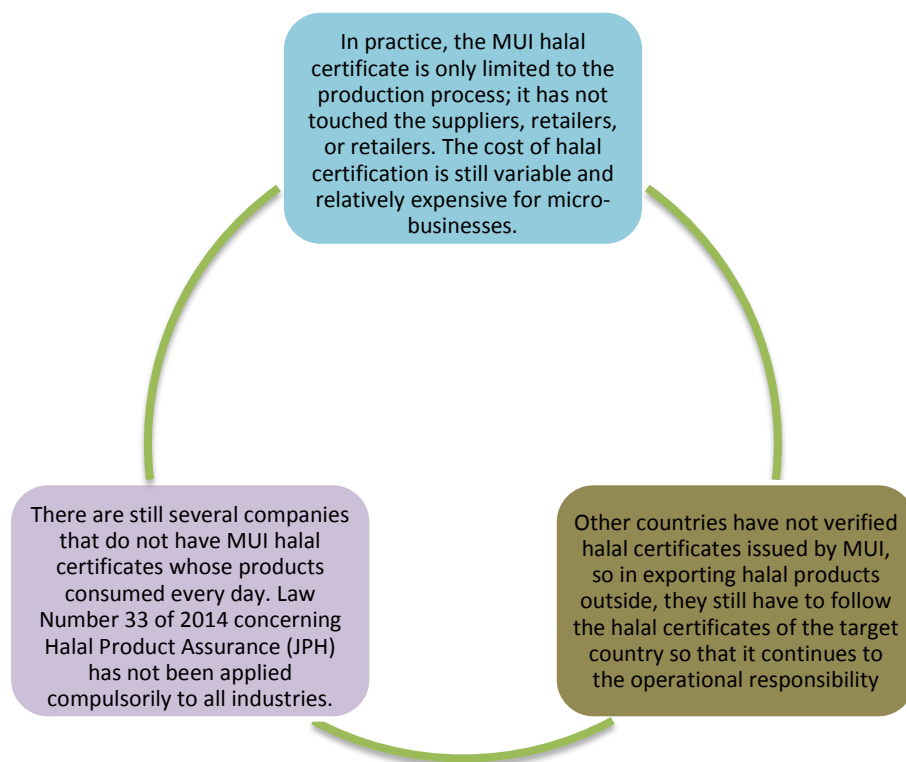 In practice, the MUI halal
certificate is only limited to the
production process; it has not
touched the suppliers, retailers,
or retailers. The cost of halal
certification is still variable and
relatively expensive for micro-
businesses.
There are still several companies
that do not have MUI halal
certificates whose products
consumed every day. Law
Number 33 of 2014 concerning
Halal Product Assurance (JPH)
has not been applied
compulsorily to all industries.
Other countries have not verified
halal certificates issued by MUI,
so in exporting halal products
outside, they still have to follow
the halal certificates of the target
country so that it continues to
the operational responsibility